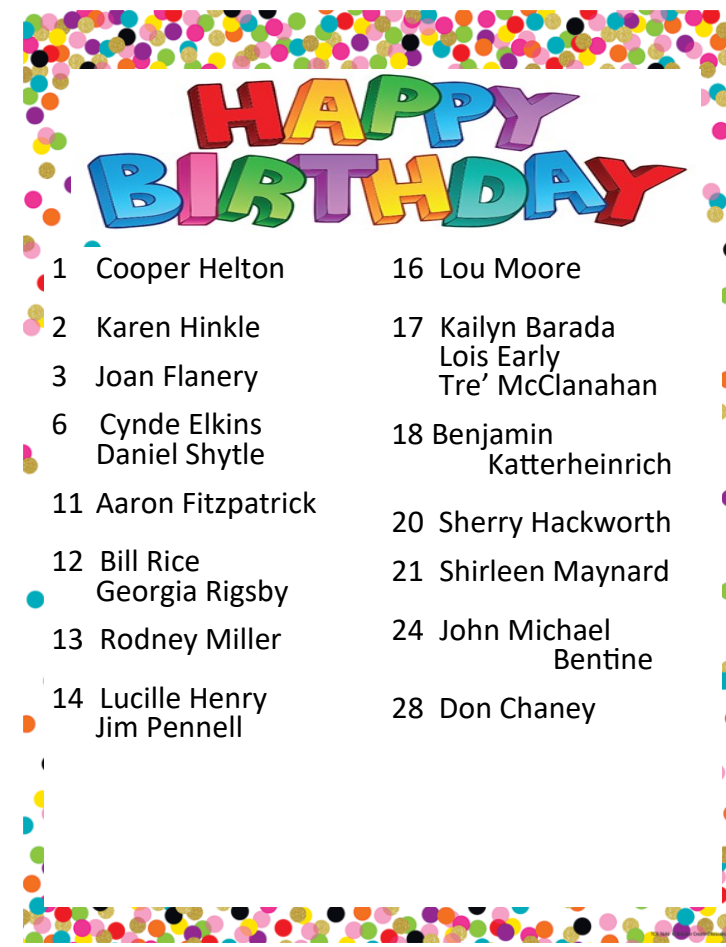 HAPPY
BIRTHDAY
1 Cooper Helton
2 Karen Hinkle
3 Joan Flanery
6 Cynde Elkins
Daniel Shytle
11 Aaron Fitzpatrick
12 Bill Rice
Georgia Rigsby
13 Rodney Miller
14 Lucille Henry
Jim Pennell
16 Lou Moore
17 Kailyn Barada
Lois Early
Tre’ McClanahan
18 Benjamin
Katterheinrich
20 Sherry Hackworth
21 Shirleen Maynard
24 John Michael
Bentine
28 Don Chaney